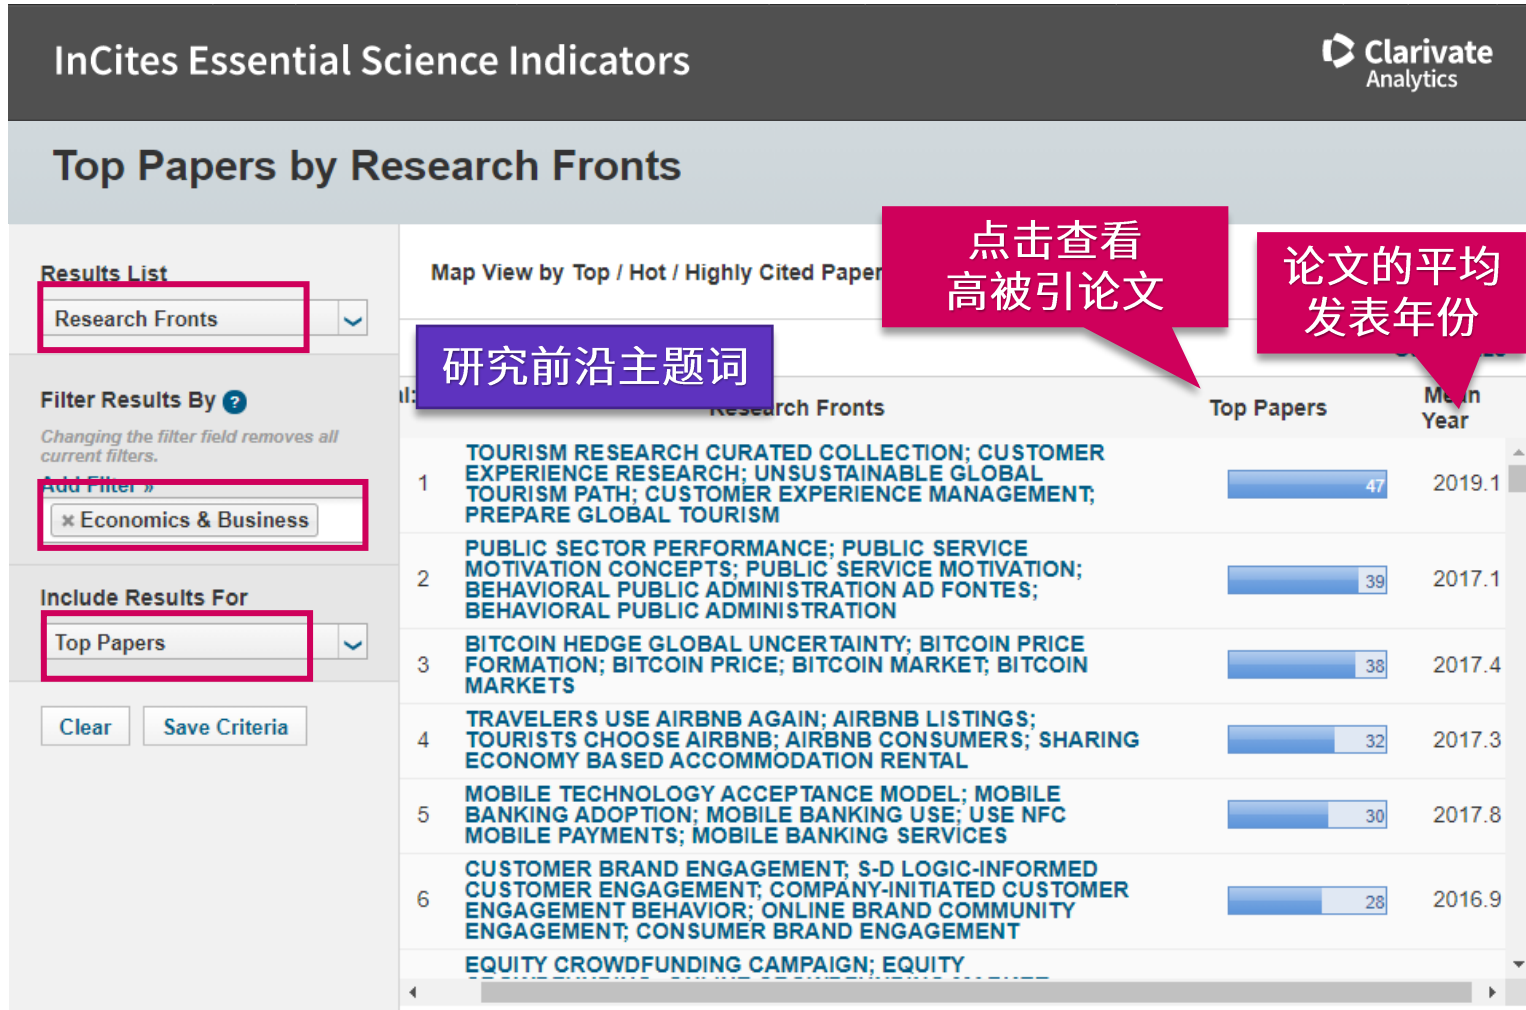 InCites Essential Science Indicators
Clarivate
Analytics
Top Papers by Research Fronts
Results List
Research Fronts
Filter Results By ?
Changing the filter field removes all
current filters.
Add Filter »
× Economics & Business
Include Results For
Top Papers
Clear
Save Criteria
Map View by Top / Hot / Highly Cited Paper
点击查看
高被引论文
论文的平均
发表年份
研究前沿主题词
Research Fronts
Top Papers
Mean
Year
1
TOURISM RESEARCH CURATED COLLECTION; CUSTOMER
EXPERIENCE RESEARCH; UNSUSTAINABLE GLOBAL
TOURISM PATH; CUSTOMER EXPERIENCE MANAGEMENT;
PREPARE GLOBAL TOURISM
47
2019.1
2
PUBLIC SECTOR PERFORMANCE; PUBLIC SERVICE
MOTIVATION CONCEPTS; PUBLIC SERVICE MOTIVATION;
BEHAVIORAL PUBLIC ADMINISTRATION AD FONTES;
BEHAVIORAL PUBLIC ADMINISTRATION
39
2017.1
3
BITCOIN HEDGE GLOBAL UNCERTAINTY; BITCOIN PRICE
FORMATION; BITCOIN PRICE; BITCOIN MARKET; BITCOIN
MARKETS
38
2017.4
4
TRAVELERS USE AIRBNB AGAIN; AIRBNB LISTINGS;
TOURISTS CHOOSE AIRBNB; AIRBNB CONSUMERS; SHARING
ECONOMY BASED ACCOMMODATION RENTAL
32
2017.3
5
MOBILE TECHNOLOGY ACCEPTANCE MODEL; MOBILE
BANKING ADOPTION; MOBILE BANKING USE; USE NFC
MOBILE PAYMENTS; MOBILE BANKING SERVICES
30
2017.8
6
CUSTOMER BRAND ENGAGEMENT; S-D LOGIC-INFORMED
CUSTOMER ENGAGEMENT; COMPANY-INITIATED CUSTOMER
ENGAGEMENT BEHAVIOR; ONLINE BRAND COMMUNITY
ENGAGEMENT; CONSUMER BRAND ENGAGEMENT
28
2016.9
EQUITY CROWDFUNDING CAMPAIGN; EQUITY